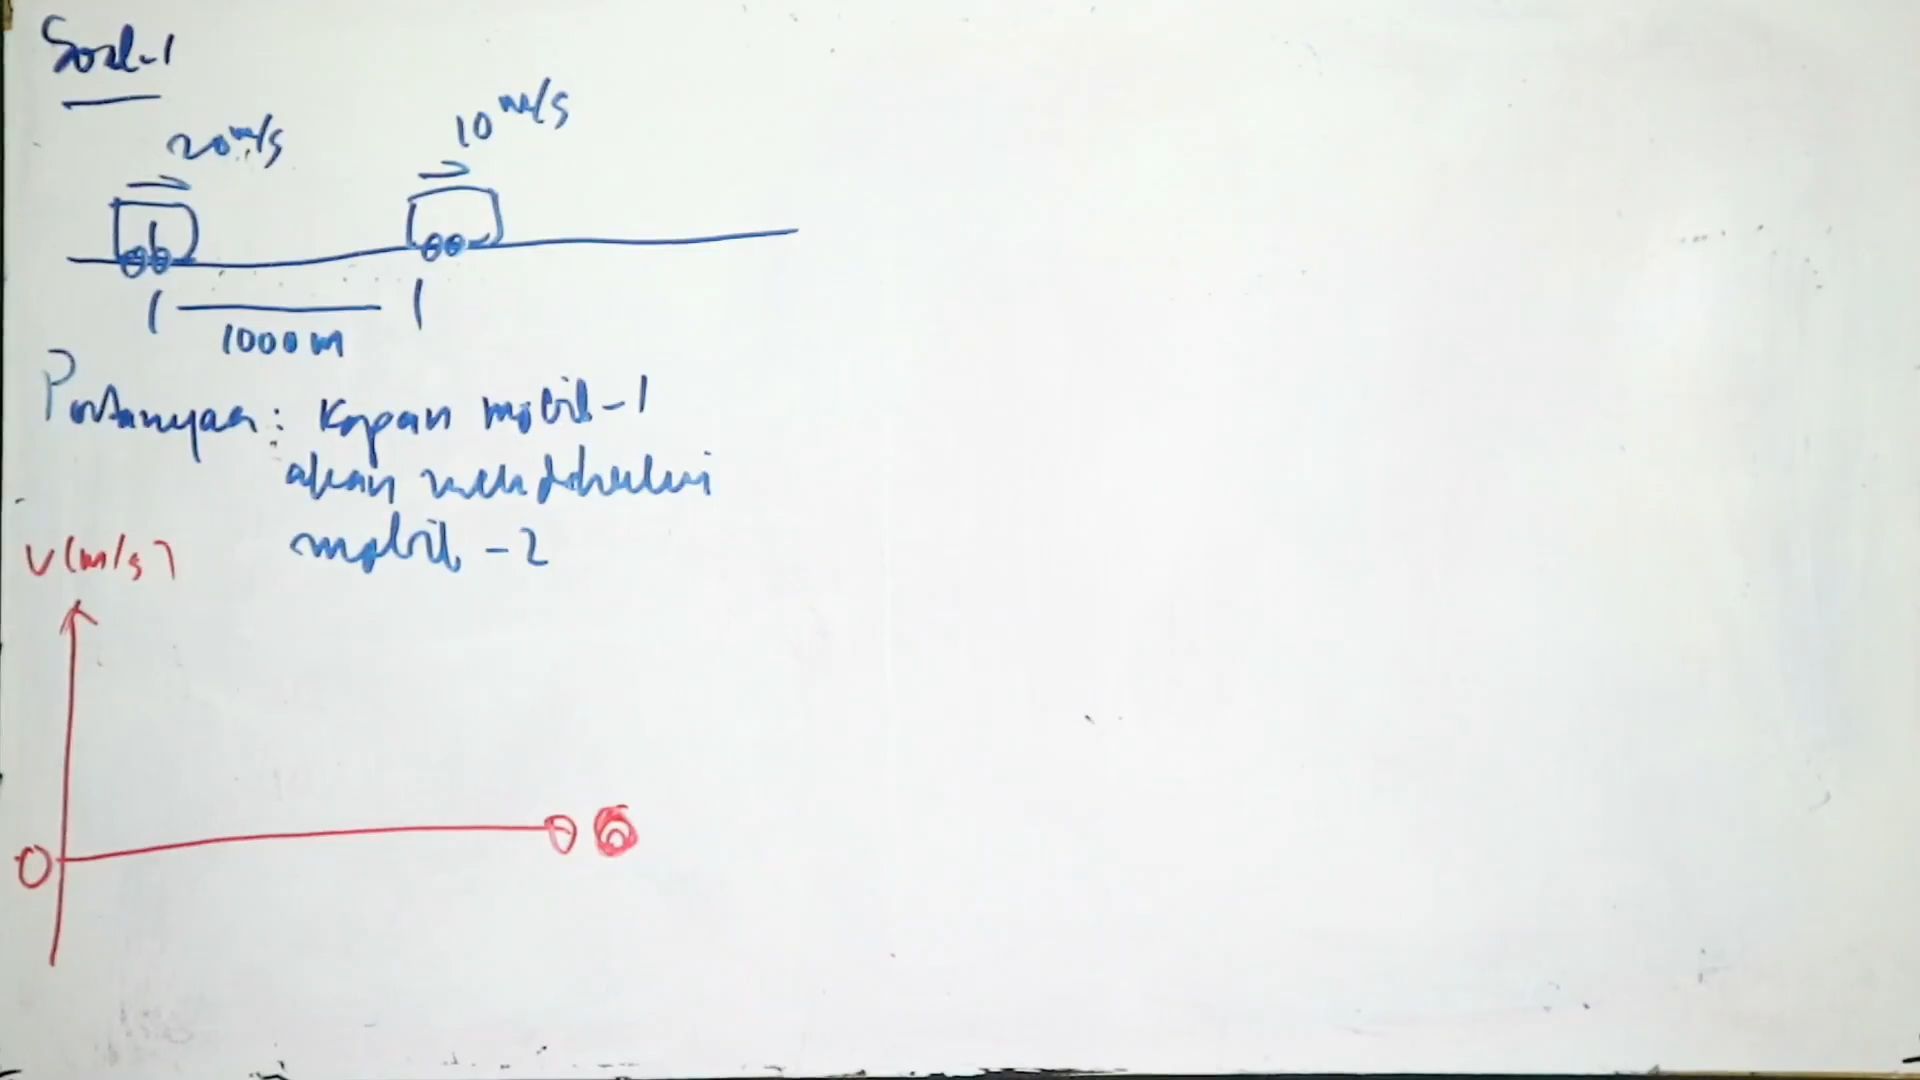 Soal-1
20 m/s
10 m/s
1000 m
Pertanyaan: Kapan mobil-1
akan mendahului
mobil-2
V(m/s)
0